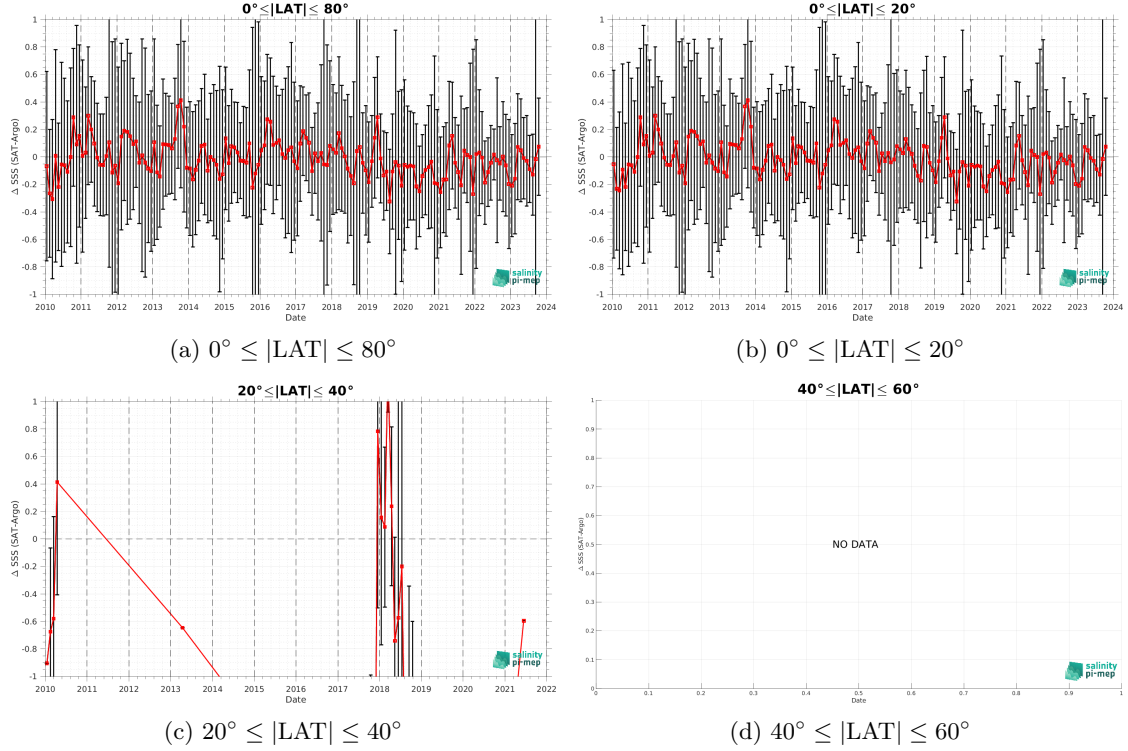 0°≤|LAT|≤ 80°
Δ SSS (SAT-Argo)
1
0.8
0.6
0.4
0.2
0
-0.2
-0.4
-0.6
-0.8
-1
2010 2011 2012 2013 2014 2015 2016 2017 2018 2019 2020 2021 2022 2023 2024
Date
salinity
pi-mep
(a) 0° ≤ |LAT| ≤ 80°
0°≤|LAT|≤ 20°
Δ SSS (SAT-Argo)
1
0.8
0.6
0.4
0.2
0
-0.2
-0.4
-0.6
-0.8
-1
2010 2011 2012 2013 2014 2015 2016 2017 2018 2019 2020 2021 2022 2023 2024
Date
salinity
pi-mep
(b) 0° ≤ |LAT| ≤ 20°
20°≤|LAT|≤ 40°
Δ SSS (SAT-Argo)
1
0.8
0.6
0.4
0.2
0
-0.2
-0.4
-0.6
-0.8
-1
2010 2011 2012 2013 2014 2015 2016 2017 2018 2019 2020 2021 2022
Date
salinity
pi-mep
(c) 20° ≤ |LAT| ≤ 40°
40°≤|LAT|≤ 60°
Δ SSS (SAT-Argo)
1
0.9
0.8
0.7
0.6
0.5
0.4
0.3
0.2
0.1
0
NO DATA
0 0.1 0.2 0.3 0.4 0.5 0.6 0.7 0.8 0.9 1
Date
salinity
pi-mep
(d) 40° ≤ |LAT| ≤ 60°